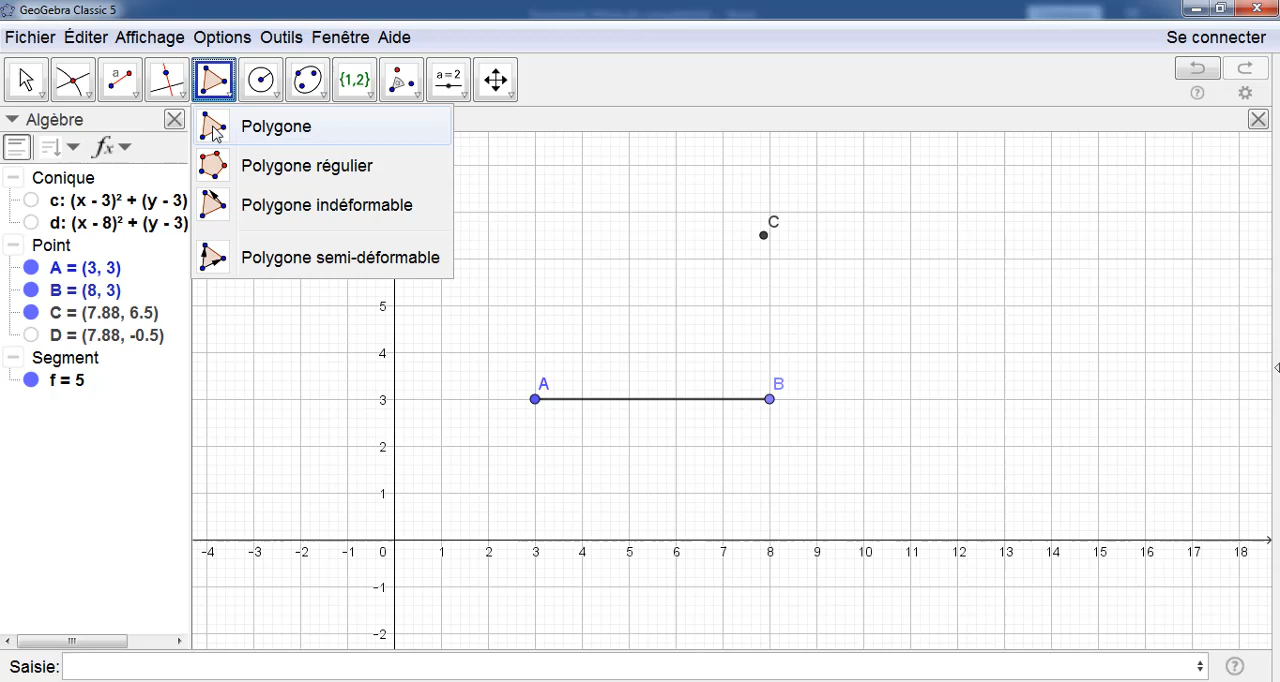 GeoGebra Classic 5
Fichier Éditer Affichage Options Outils Fenêtre Aide
Se connecter
a
{1,2}
a=2
Algèbre
fx
Conique
c: (x - 3)² + (y - 3)
d: (x - 8)² + (y - 3)
Point
A = (3, 3)
B = (8, 3)
C = (7.88, 6.5)
D = (7.88, -0.5)
Segment
f = 5
Polygone
Polygone régulier
Polygone indéformable
Polygone semi-déformable
C
5
4
A
B
3
2
1
-4 -3 -2 -1 0 1 2 3 4 5 6 7 8 9 10 11 12 13 14 15 16 17 18
-1
-2
Saisie: